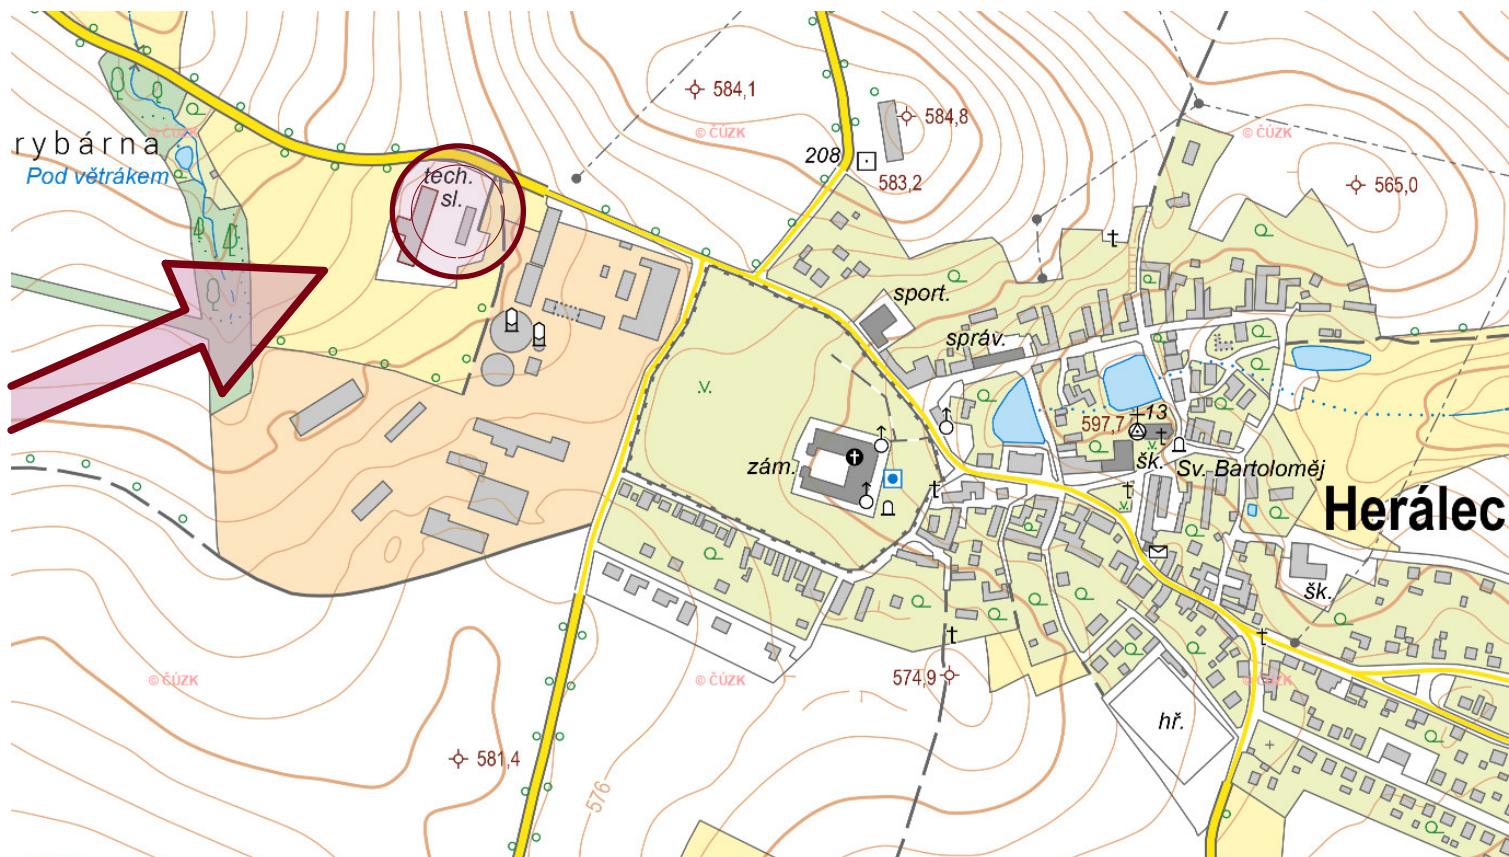 584,1
584,8
© ČÚZK
© ČÚZK
© ČÚZK
rybárna
Pod větrákem
208
583,2
tech.
sl.
565,0
sport.
správ.
13
597,7
zám.
šk.
Sv. Bartoloměj
Herálec
šk.
© ČÚZK
© ČÚZK
© ČÚZK
574,9
hř.
581,4
576